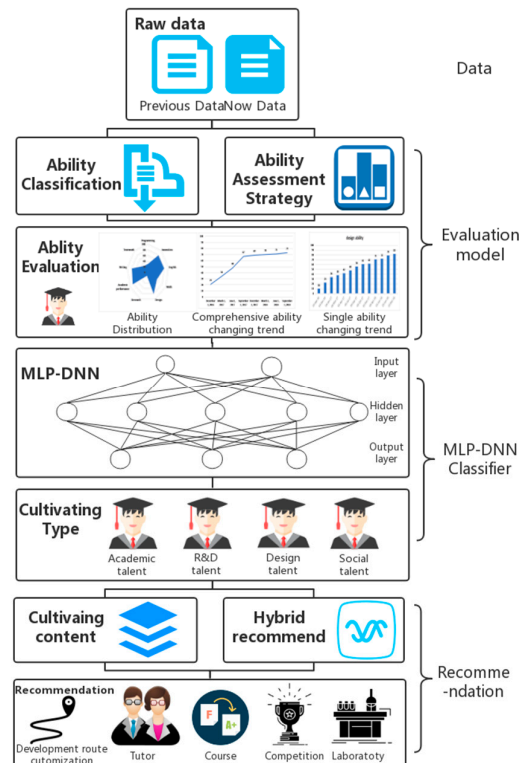 Raw data
Previous Data
Now Data
Data
Ability
Classification
Ability
Assessment
Strategy
Ablity
Evaluation
Ability
Distribution
Comprehensive ability
changing trend
Single ability
changing trend
Evaluation
model
MLP-DNN
Input
layer
Hidden
layer
Output
layer
MLP-DNN
Classifier
Cultivating
Type
Academic
talent
R&D
talent
Design
talent
Social
talent
Cultivaing
content
Hybrid
recommend
Recomme
-ndation
Recommendation
Development route
cutomization
Tutor
F
A+
Course
Competition
Laboratoty